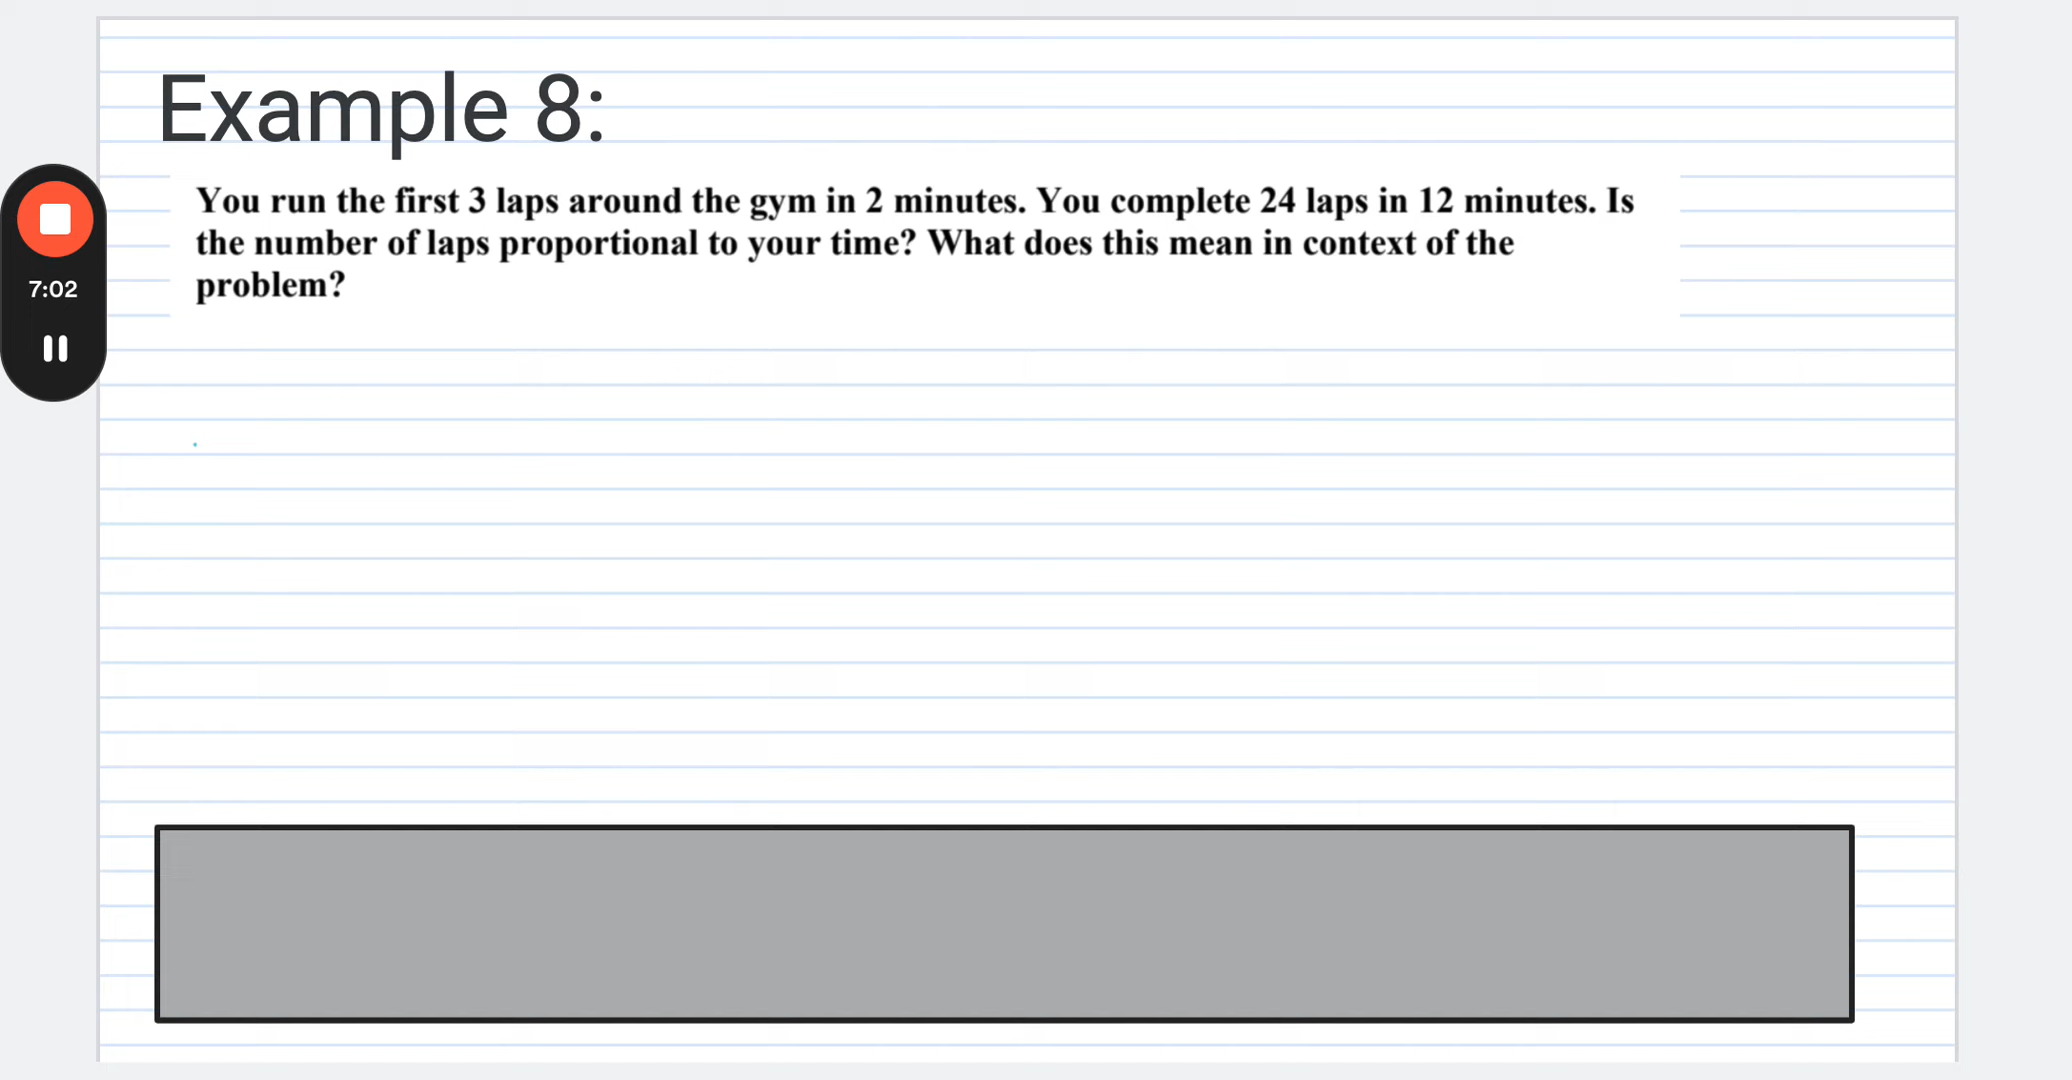 Example 8:
7:02
You run the first 3 laps around the gym in 2 minutes. You complete 24 laps in 12 minutes. Is
the number of laps proportional to your time? What does this mean in context of the
problem?